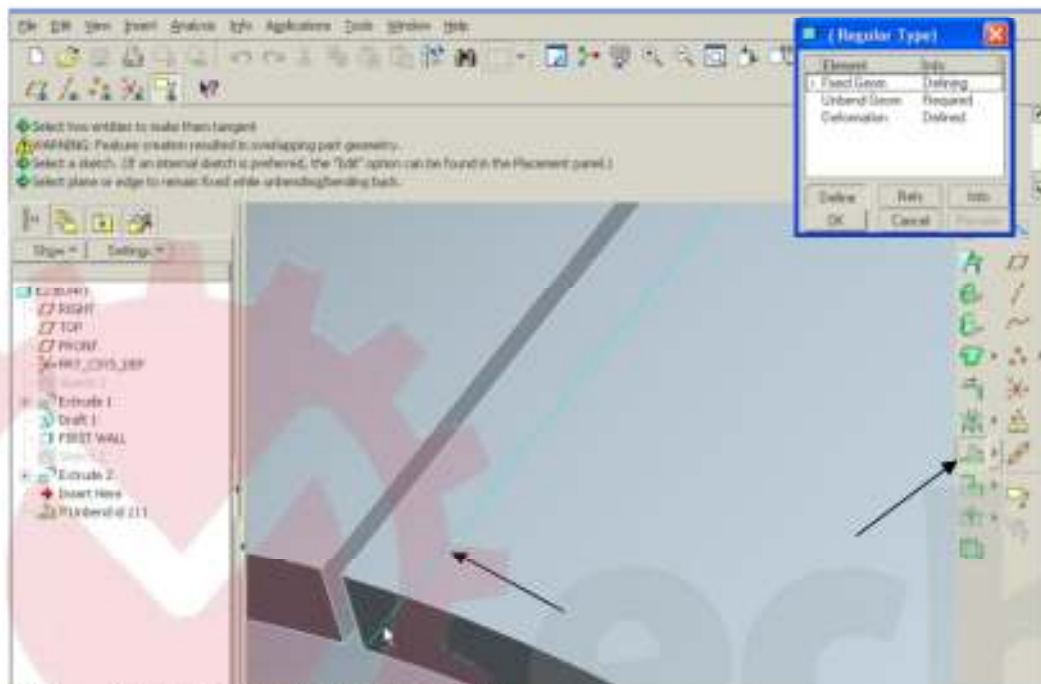 File Edit View Insert Analysis Info Applications Tools Window Help
(Regular Type)
Element Info
> Fixed Geom Defining
Unbend Geom Required
Deformation Defined
Define Refs Info
OK Cancel
Select two entities to make them tangent
WARNING: Feature creation resulted in overlapping part geometry.
Select a sketch. (If an internal sketch is preferred, the "Edit" option can be found in the Placement panel.)
Select plane or edge to remain fixed while unbending/bending back.
Show Settings
RIGHT
TOP
FRONT
PRT_CSYS_DEF
Extrude 1
Draft 1
FIRST WALL
Extrude 2
Insert Here
ech